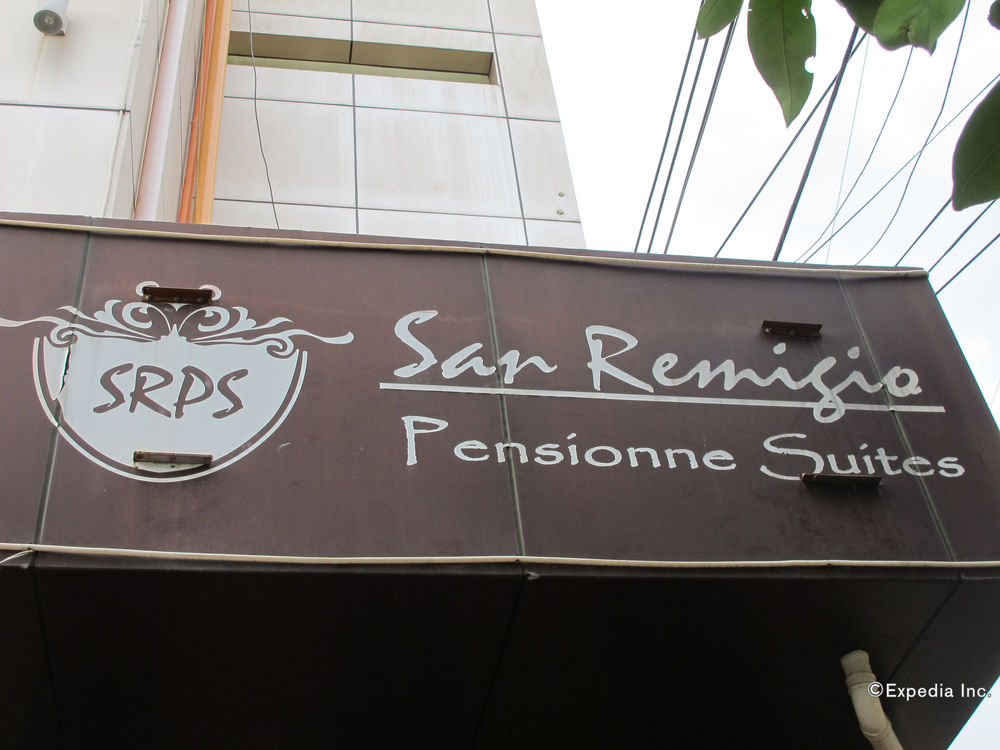 SRPS
San Remigio
Pensionne Suites
©Expedia Inc.